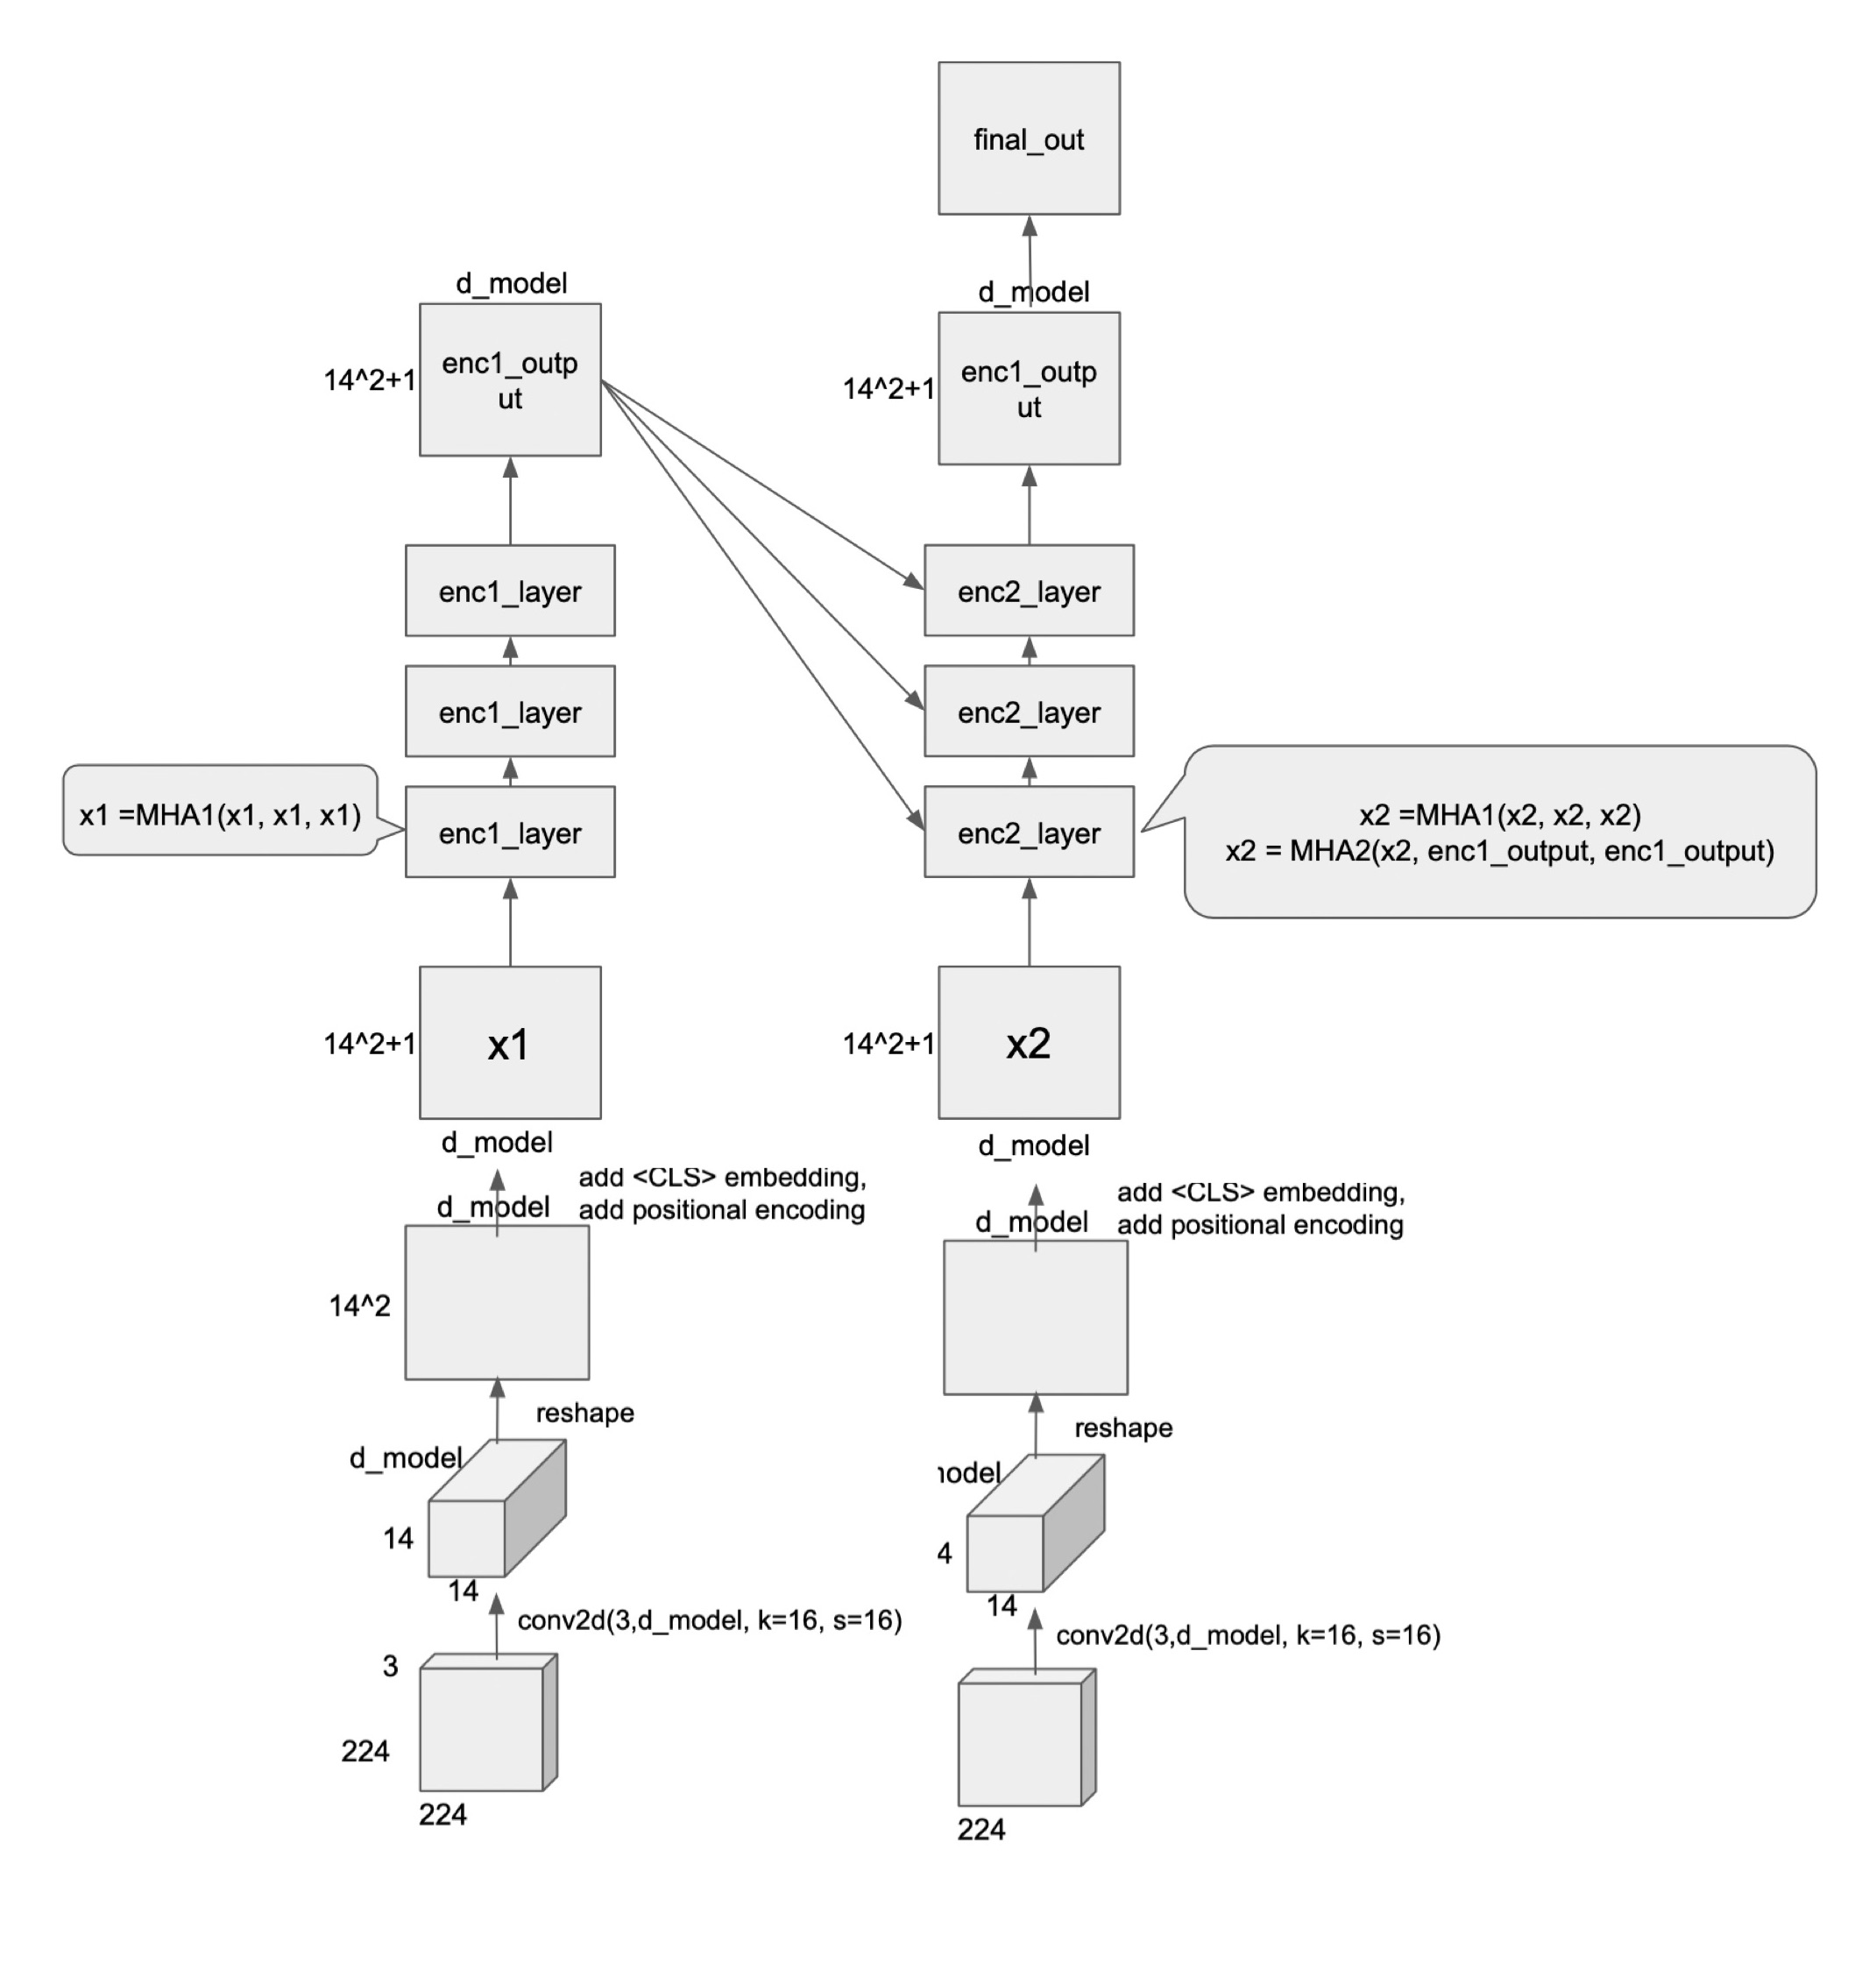 final_out
d_model
d_model
14^2+1
enc1_outp
ut
14^2+1
enc1_outp
ut
enc1_layer
enc2_layer
enc1_layer
enc2_layer
x1 =MHA1(x1, x1, x1)
enc1_layer
enc2_layer
x2 =MHA1(x2, x2, x2)
x2 = MHA2(x2, enc1_output, enc1_output)
14^2+1
x1
14^2+1
x2
d_model
d_model
add <CLS> embedding,
add positional encoding
d_model
add <CLS> embedding,
add positional encoding
d_model
14^2
reshape
reshape
d_model
nodel
14
4
14
14
conv2d(3,d_model, k=16, s=16)
conv2d(3,d_model, k=16, s=16)
3
224
224
224